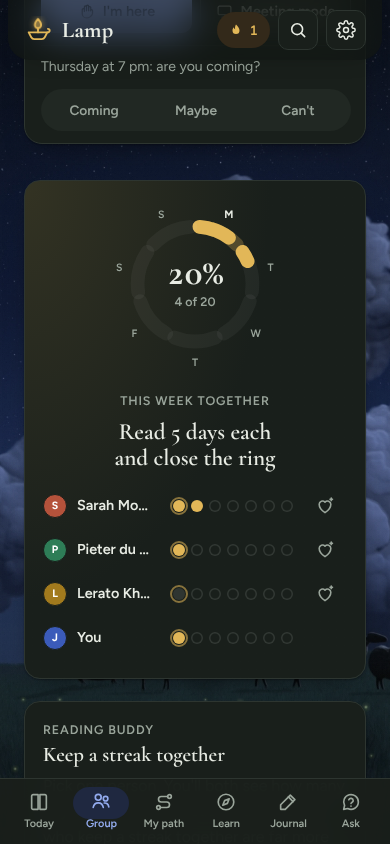 I'm here
Meeting mode
Lamp
1
Thursday at 7 pm: are you coming?
Coming
Maybe
Can't
S
M
S
T
20%
4 of 20
F
W
T
THIS WEEK TOGETHER
Read 5 days each
and close the ring
S
Sarah Mo...
P
Pieter du ...
L
Lerato Kh...
J
You
READING BUDDY
Keep a streak together
Today
Group
My path
Learn
Journal
Ask